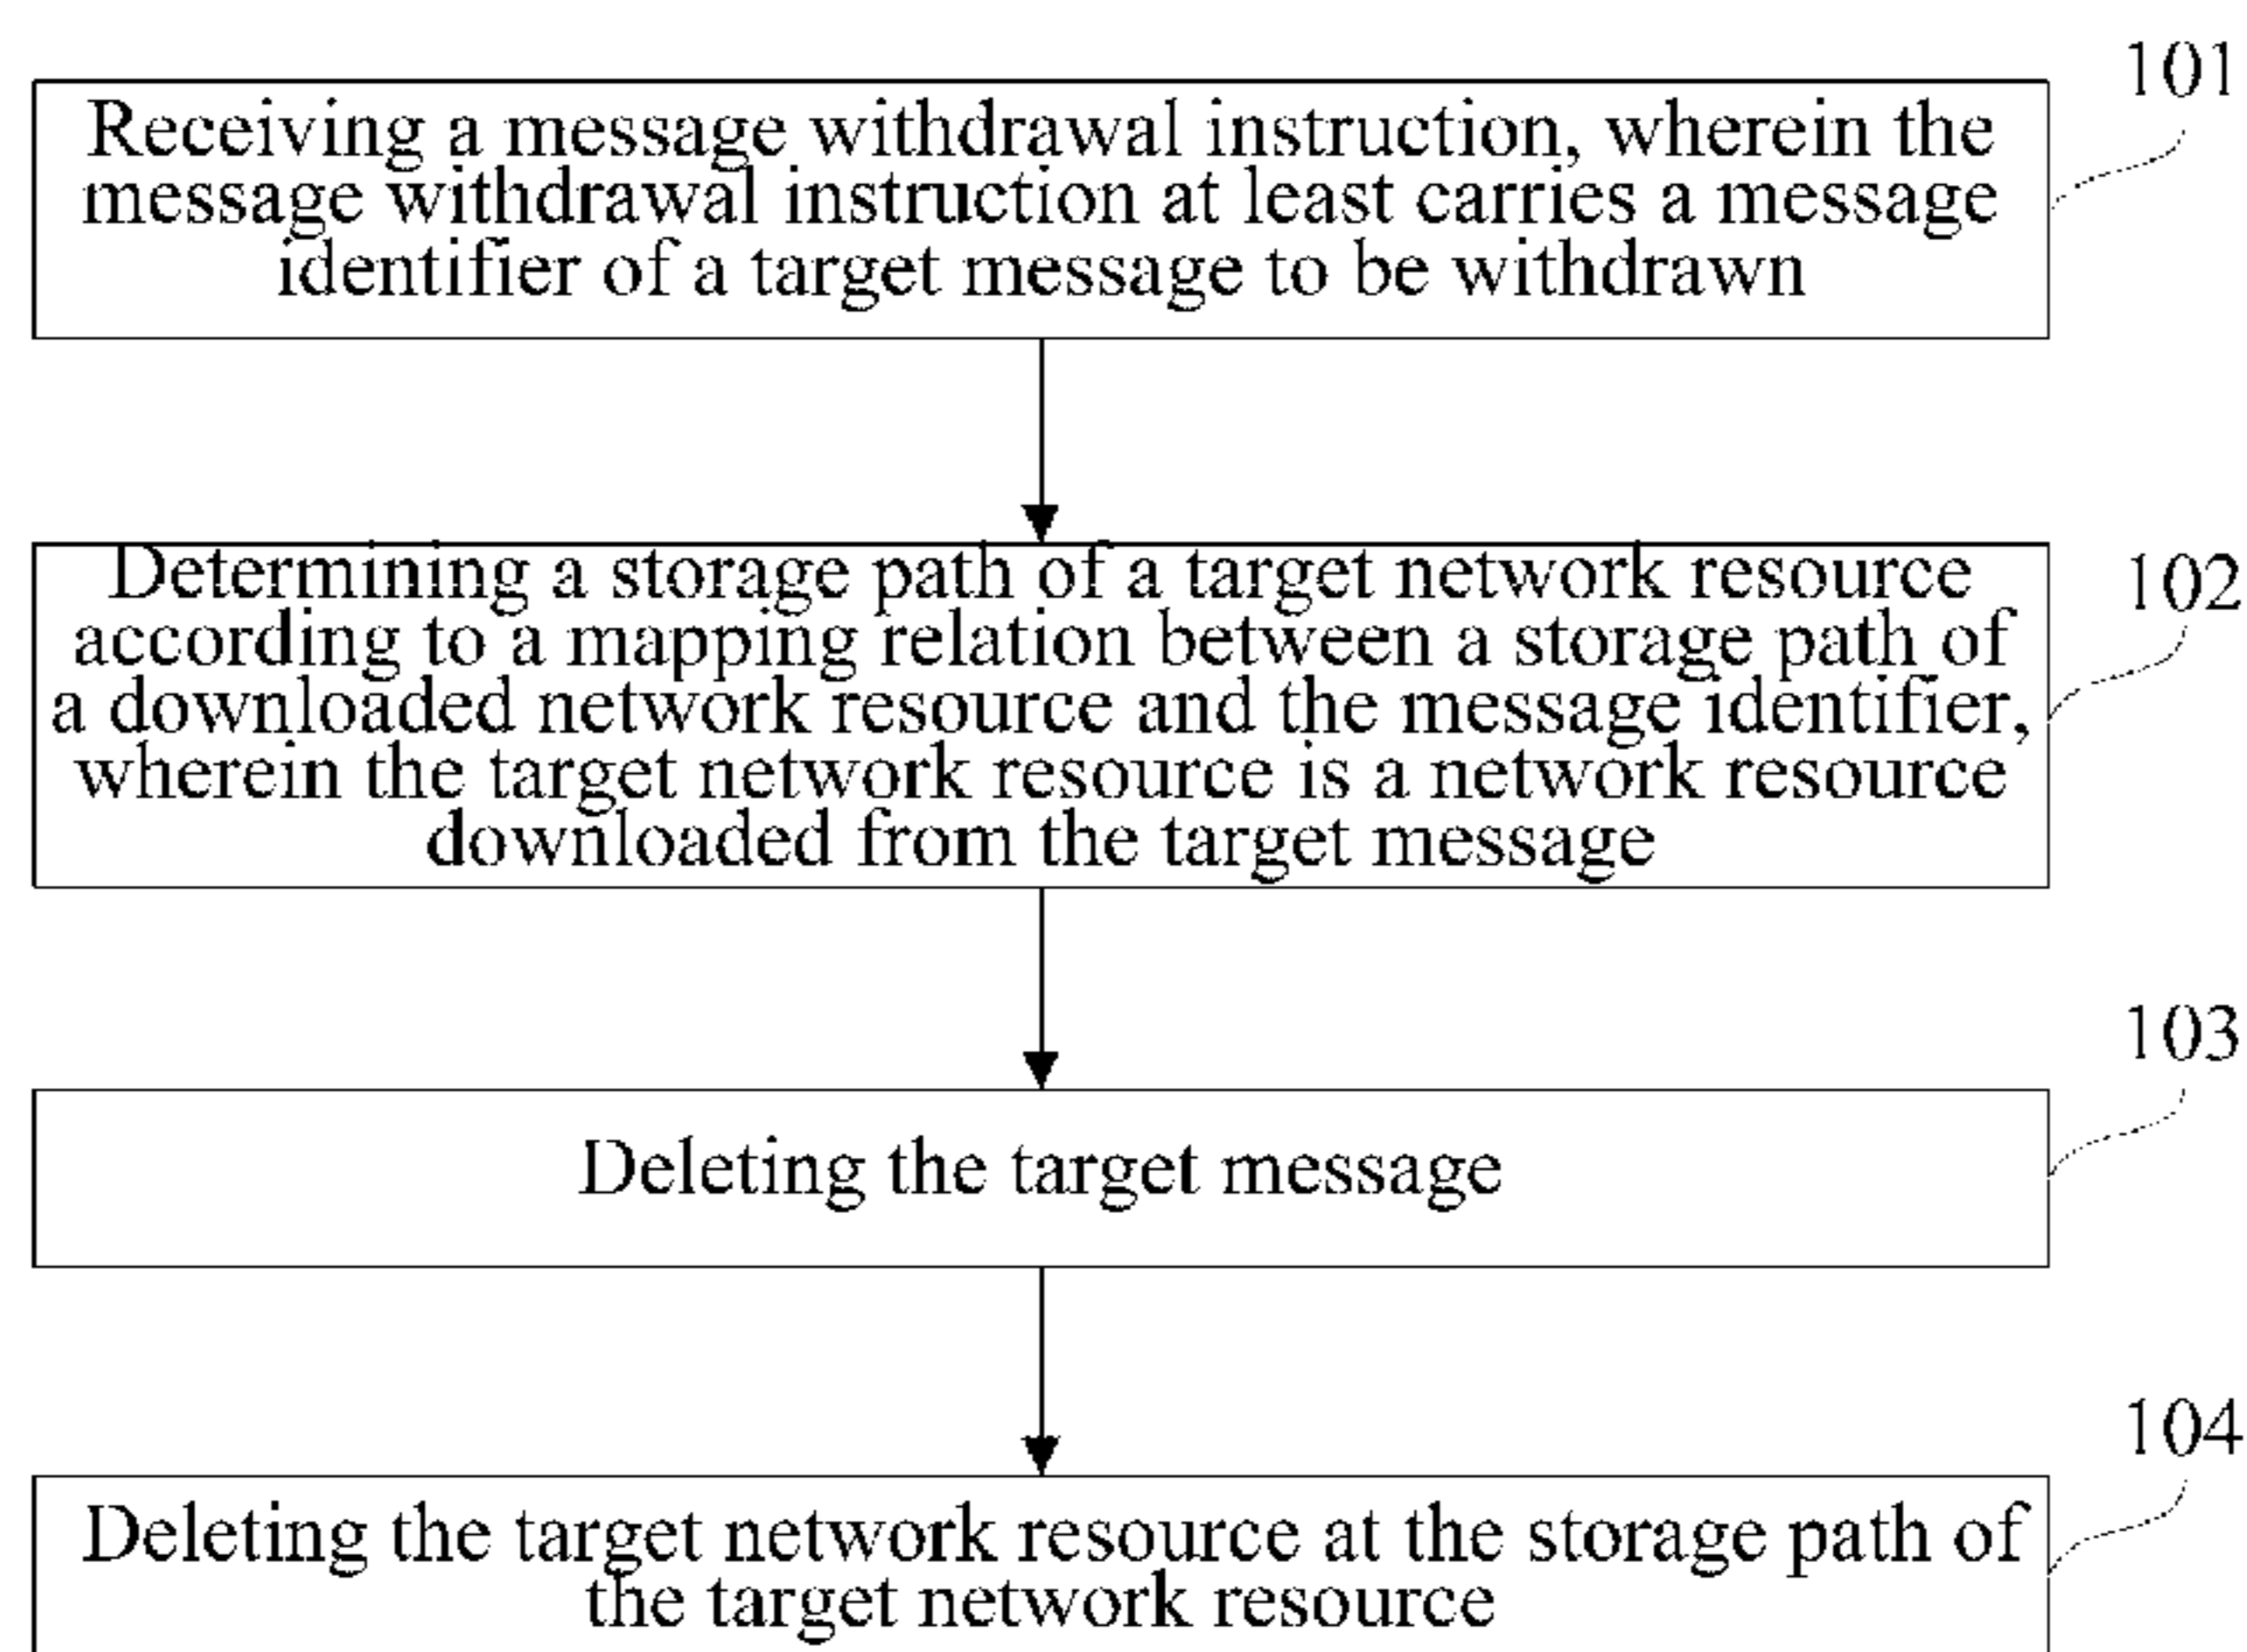 101
Receiving a message withdrawal instruction, wherein the
message withdrawal instruction at least carries a message
identifier of a target message to be withdrawn
102
Determining a storage path of a target network resource
according to a mapping relation between a storage path of
a downloaded network resource and the message identifier,
wherein the target network resource is a network resource
downloaded from the target message
103
Deleting the target message
104
Deleting the target network resource at the storage path of
the target network resource